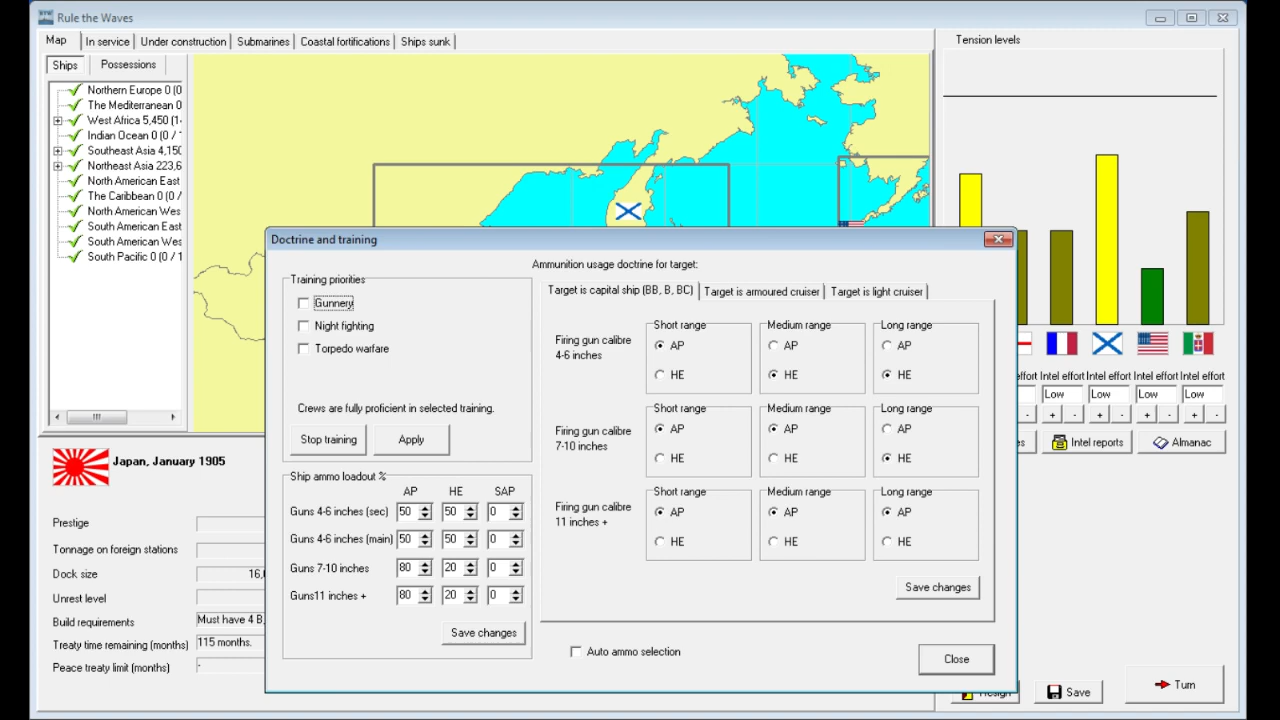 Rule the Waves
Map In service Under construction Submarines Coastal fortifications Ships sunk
Tension levels
Ships Possessions
Northern Europe 0 (0
The Mediterranean 0
West Africa 5,450 (1
Indian Ocean 0 (0 /
Southeast Asia 4,150
Northeast Asia 223,6
North American East
The Caribbean 0 (0 /
North American Wes
South American East
South American Wes
South Pacific 0 (0 / 1
Doctrine and training
Ammunition usage doctrine for target:
Training priorities
Gunnery
Night fighting
Torpedo warfare
Crews are fully proficient in selected training.
Stop training Apply
Target is capital ship (BB, B, BC) Target is armoured cruiser Target is light cruiser
Firing gun calibre
4-6 inches
Short range Medium range Long range
AP AP AP
HE HE HE
Firing gun calibre
7-10 inches
Short range Medium range Long range
AP AP AP
HE HE HE
Firing gun calibre
11 inches +
Short range Medium range Long range
AP AP AP
HE HE HE
Save changes
Ship ammo loadout %
AP HE SAP
Guns 4-6 inches (sec) 50 50 0
Guns 4-6 inches (main) 50 50 0
Guns 7-10 inches 80 20 0
Guns11 inches + 80 20 0
Save changes
Auto ammo selection
Close
Intel effort Intel effort Intel effort Intel effort
Low Low Low Low
- + - + - + - + -
Intel reports Almanac
Japan, January 1905
Prestige
Tonnage on foreign stations
Dock size 16,
Unrest level
Build requirements Must have 4 B,
Treaty time remaining (months) 115 months.
Peace treaty limit (months) -
Resign Save Turn